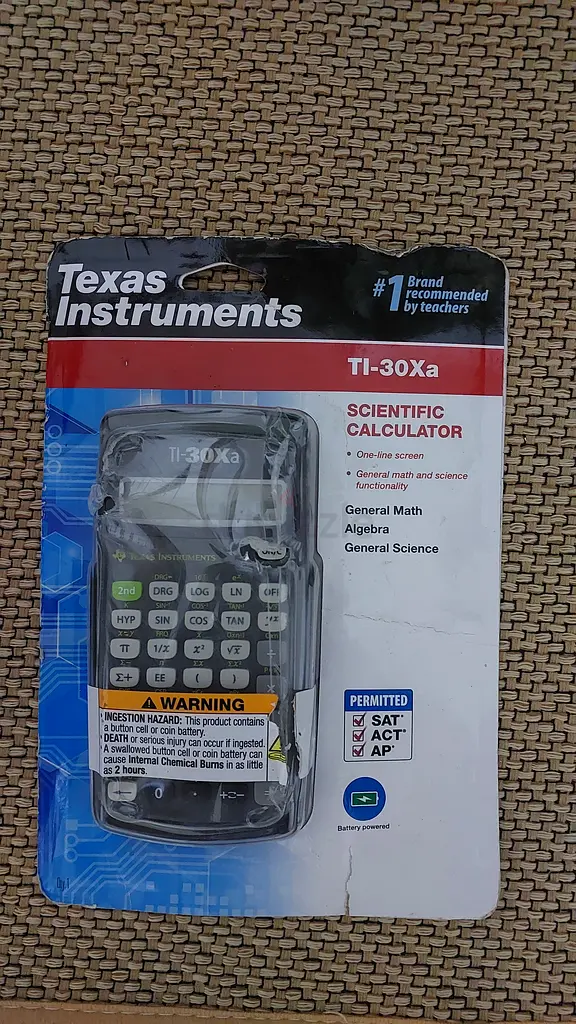 Texas
Instruments
#1 Brand
recommended
by teachers
TI-30Xa
SCIENTIFIC
CALCULATOR
• One-line screen
• General math and science
functionality
General Math
Algebra
General Science
TI-30Xa
TEXAS INSTRUMENTS
ON/C
2nd DRG LOG LN OFF
HYP SIN COS TAN
π 1/x x² √x ÷
Σ+ EE ( ) ×
WARNING
INGESTION HAZARD: This product contains
a button cell or coin battery.
DEATH or serious injury can occur if ingested.
A swallowed button cell or coin battery can
cause Internal Chemical Burns in as little
as 2 hours.
0 . +⇄− =
PERMITTED
SAT*
ACT*
AP*
Battery powered
Qty. 1